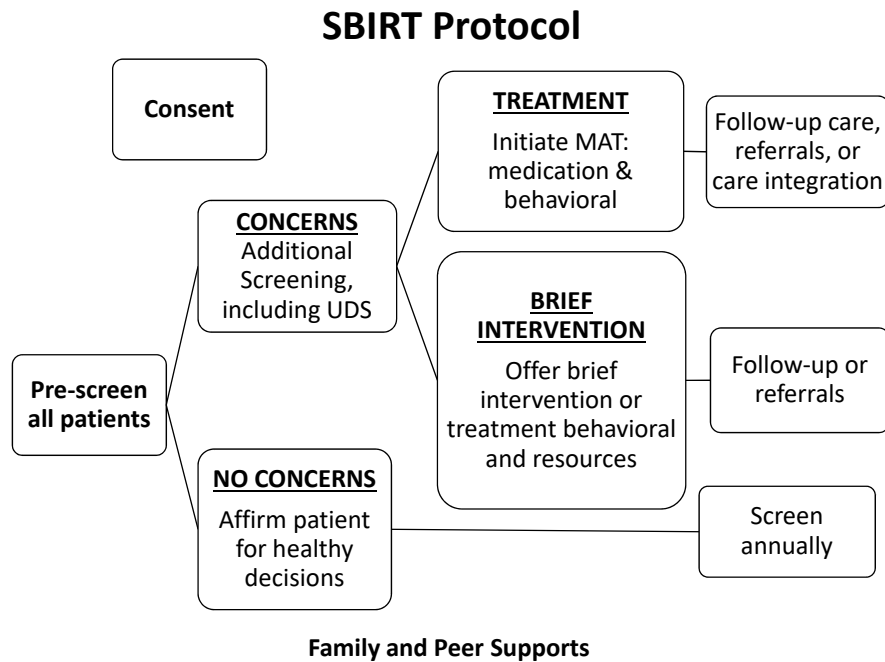 SBIRT Protocol
Consent
TREATMENT
Initiate MAT:
medication &
behavioral
Follow-up care,
referrals, or
care integration
CONCERNS
Additional
Screening,
including UDS
BRIEF
INTERVENTION
Offer brief
intervention or
treatment behavioral
and resources
Follow-up or
referrals
Pre-screen
all patients
NO CONCERNS
Affirm patient
for healthy
decisions
Screen
annually
Family and Peer Supports